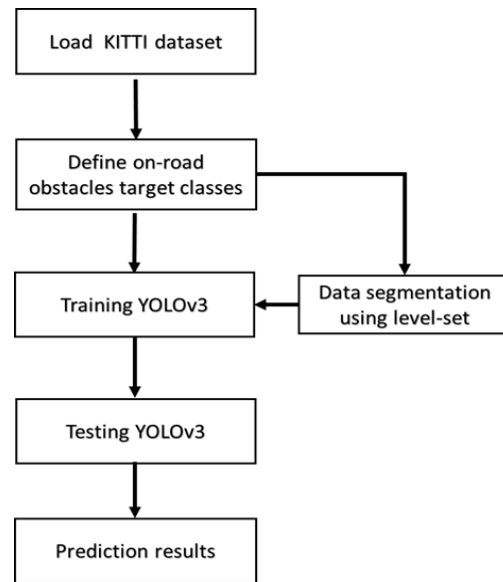 Load KITTI dataset
Define on-road
obstacles target classes
Training YOLOv3
Data segmentation
using level-set
Testing YOLOv3
Prediction results